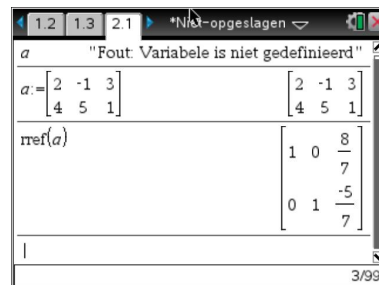 1.2 1.3 2.1 *Niet-opgeslagen
a "Fout: Variabele is niet gedefinieerd"
a:=[2 -1 3 [2 -1 3
4 5 1] 4 5 1]
rref(a) [1 0 8/7
0 1 -5/7]
3/99